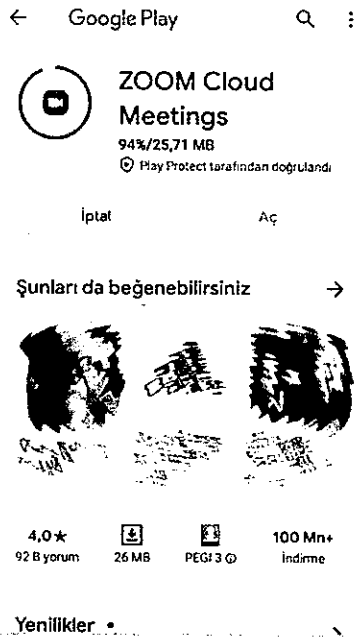 Google Play
ZOOM Cloud
Meetings
94%/25,71 MB
Play Protect tarafından doğrulandı
İptal
Aç
Şunları da beğenebilirsiniz
4,0★
92 B yorum
26 MB
PEGI 3
100 Mn+
İndirme
Yenilikler •